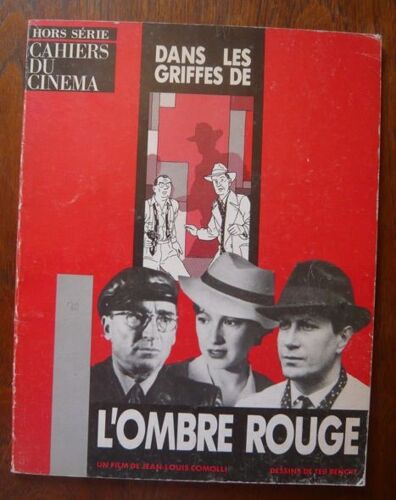 HORS SÉRIE
CAHIERS
DU
CINEMA
DANS LES
GRIFFES DE
L'OMBRE ROUGE
UN FILM DE JEAN-LOUIS COMOLLI
DESSINS DE TED BENOIT